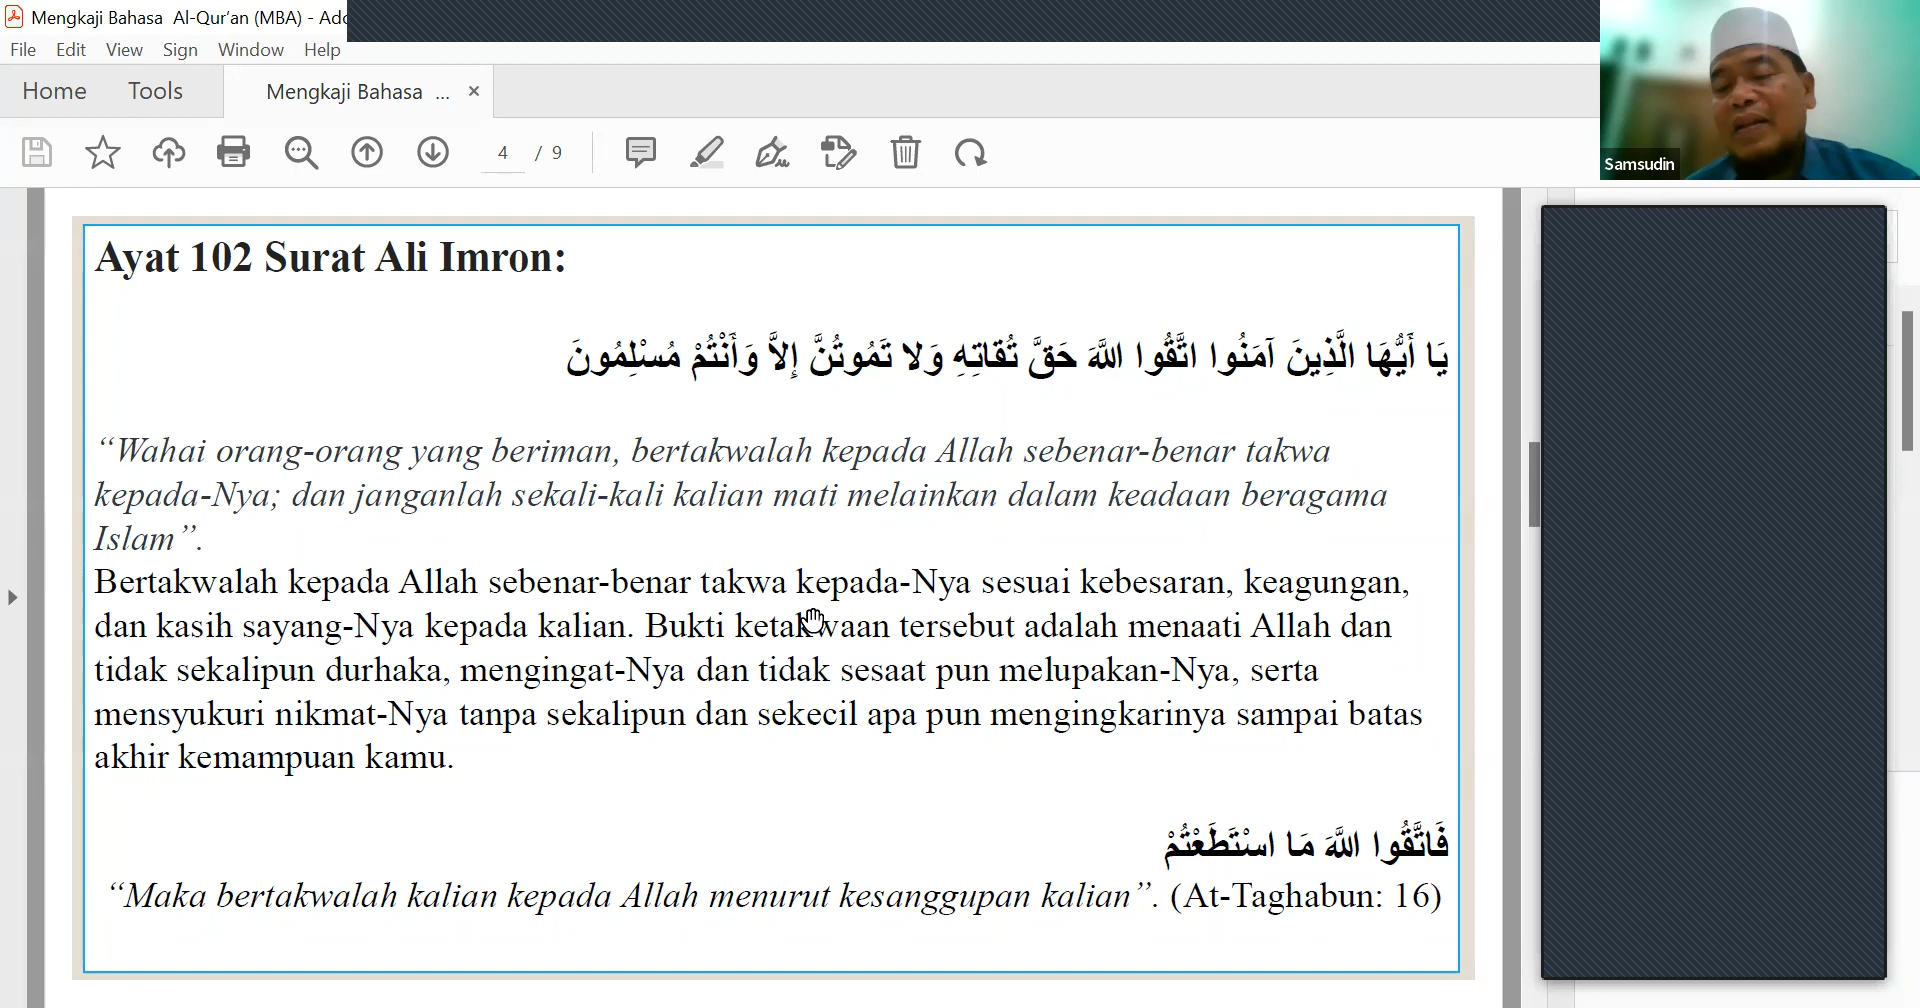 Mengkaji Bahasa Al-Qur’an (MBA) - Ado
File Edit View Sign Window Help
Home Tools Mengkaji Bahasa ... ×
4 / 9
Samsudin
Ayat 102 Surat Ali Imron:
يَا أَيُّهَا الَّذِينَ آمَنُوا اتَّقُوا اللَّهَ حَقَّ تُقَاتِهِ وَلا تَمُوتُنَّ إِلاَّ وَأَنْتُمْ مُسْلِمُونَ
“Wahai orang-orang yang beriman, bertakwalah kepada Allah sebenar-benar takwa
kepada-Nya; dan janganlah sekali-kali kalian mati melainkan dalam keadaan beragama
Islam”.
Bertakwalah kepada Allah sebenar-benar takwa kepada-Nya sesuai kebesaran, keagungan,
dan kasih sayang-Nya kepada kalian. Bukti ketakwaan tersebut adalah menaati Allah dan
tidak sekalipun durhaka, mengingat-Nya dan tidak sesaat pun melupakan-Nya, serta
mensyukuri nikmat-Nya tanpa sekalipun dan sekecil apa pun mengingkarinya sampai batas
akhir kemampuan kamu.
فَاتَّقُوا اللَّهَ مَا اسْتَطَعْتُمْ
“Maka bertakwalah kalian kepada Allah menurut kesanggupan kalian”. (At-Taghabun: 16)